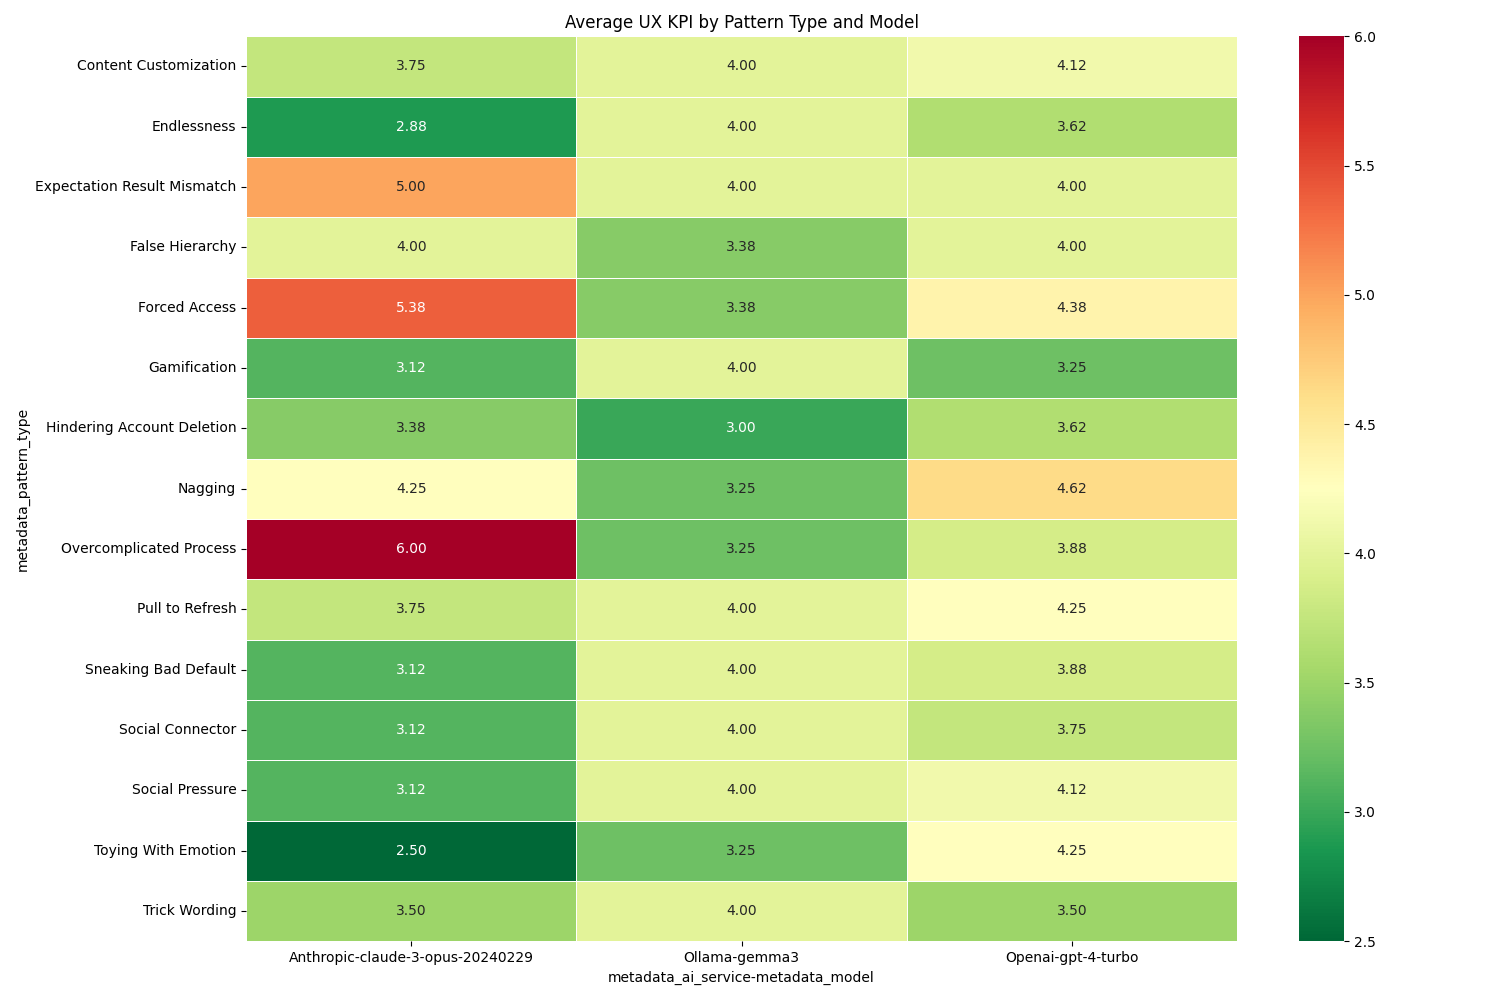 Average UX KPI by Pattern Type and Model
Content Customization 3.75 4.00 4.12
Endlessness 2.88 4.00 3.62
Expectation Result Mismatch 5.00 4.00 4.00
False Hierarchy 4.00 3.38 4.00
Forced Access 5.38 3.38 4.38
Gamification 3.12 4.00 3.25
Hindering Account Deletion 3.38 3.00 3.62
Nagging 4.25 3.25 4.62
Overcomplicated Process 6.00 3.25 3.88
Pull to Refresh 3.75 4.00 4.25
Sneaking Bad Default 3.12 4.00 3.88
Social Connector 3.12 4.00 3.75
Social Pressure 3.12 4.00 4.12
Toying With Emotion 2.50 3.25 4.25
Trick Wording 3.50 4.00 3.50
Anthropic-claude-3-opus-20240229 Ollama-gemma3 Openai-gpt-4-turbo
metadata_ai_service-metadata_model
metadata_pattern_type
6.0
5.5
5.0
4.5
4.0
3.5
3.0
2.5